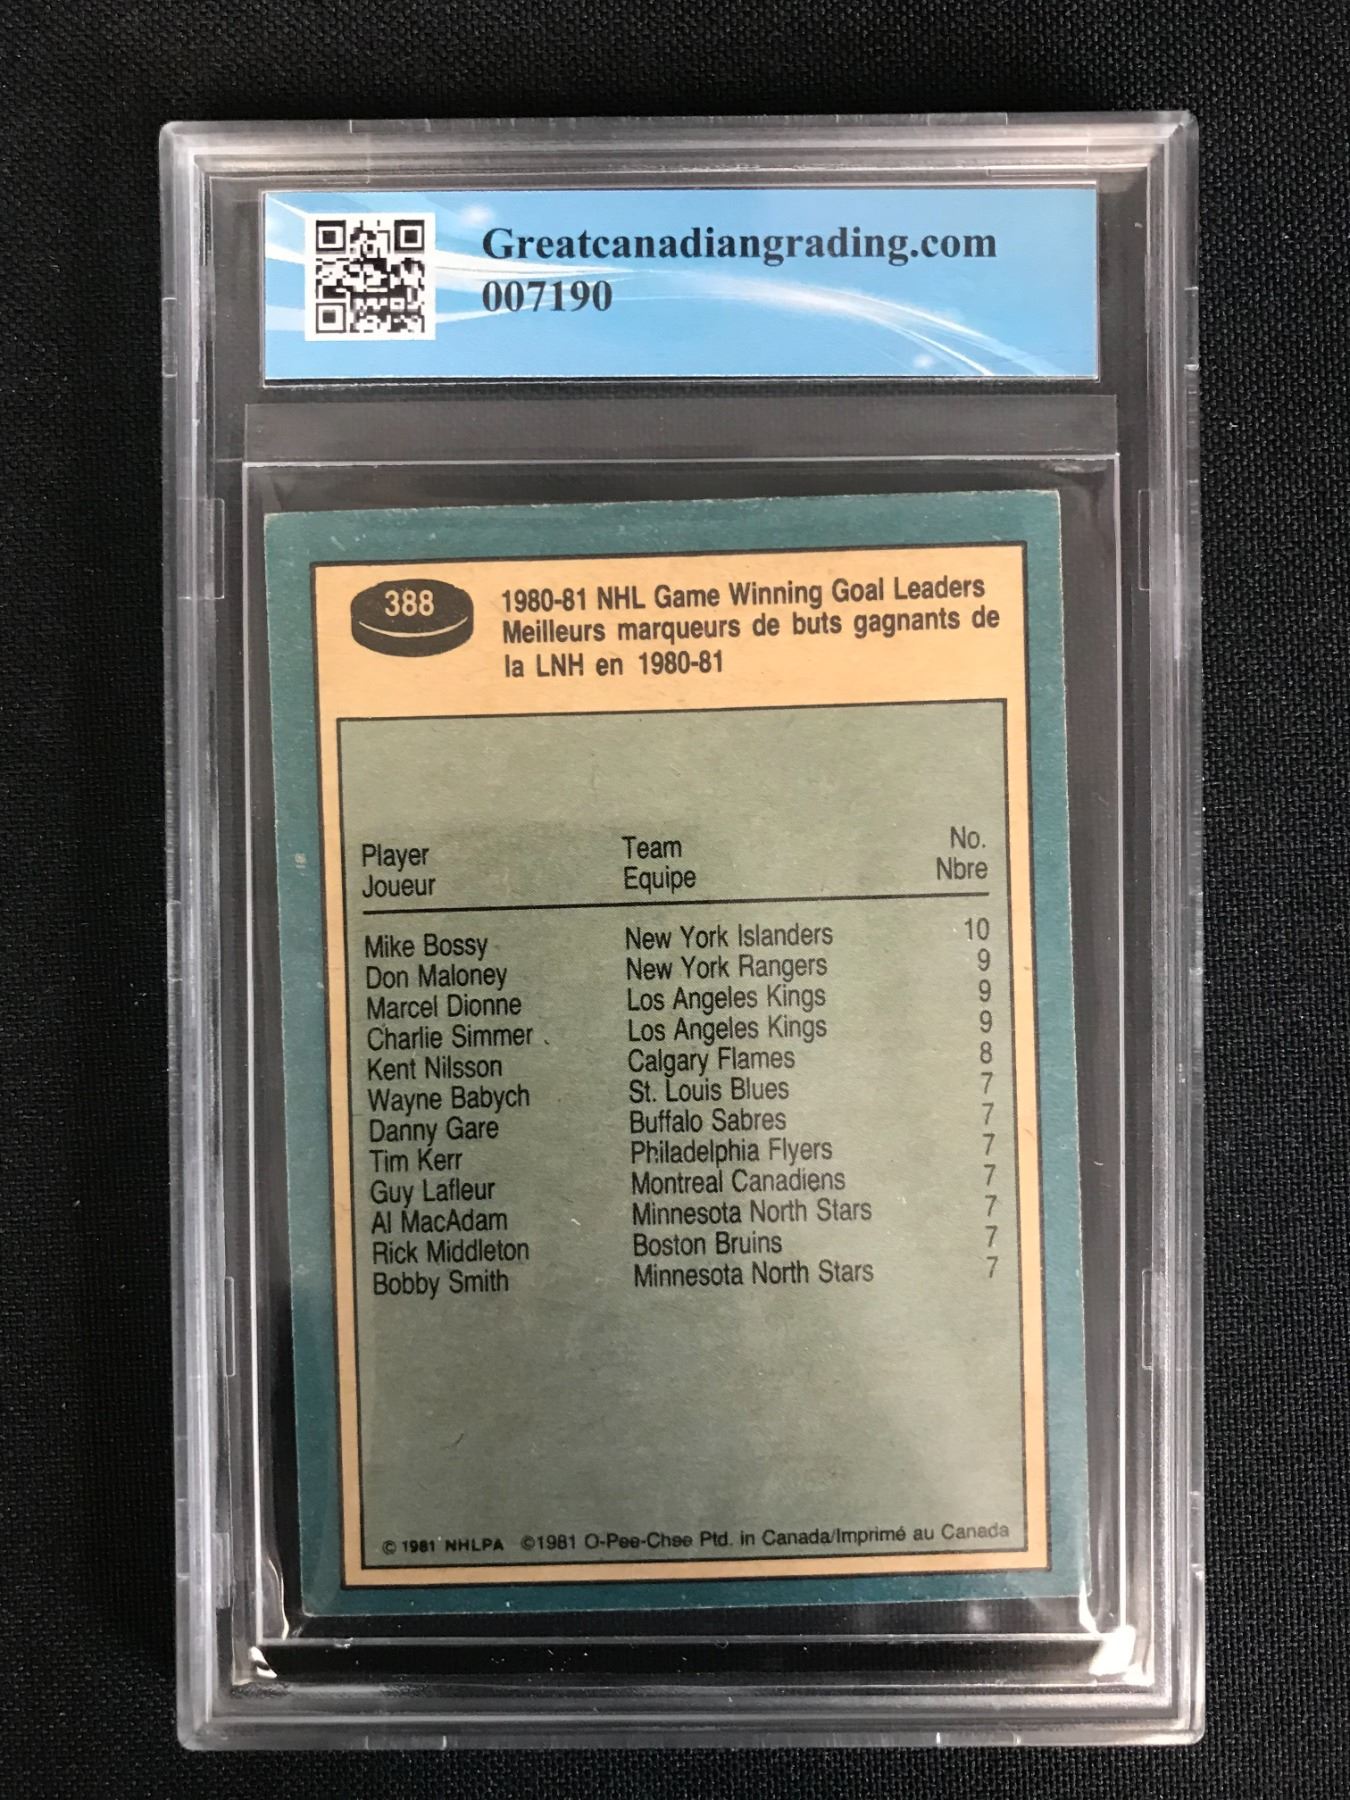 Greatcanadiangrading.com
007190
388
1980-81 NHL Game Winning Goal Leaders
Meilleurs marqueurs de buts gagnants de
la LNH en 1980-81
Player Team No.
Joueur Equipe Nbre
Mike Bossy New York Islanders 10
Don Maloney New York Rangers 9
Marcel Dionne Los Angeles Kings 9
Charlie Simmer Los Angeles Kings 9
Kent Nilsson Calgary Flames 8
Wayne Babych St. Louis Blues 7
Danny Gare Buffalo Sabres 7
Tim Kerr Philadelphia Flyers 7
Guy Lafleur Montreal Canadiens 7
Al MacAdam Minnesota North Stars 7
Rick Middleton Boston Bruins 7
Bobby Smith Minnesota North Stars 7
© 1981 NHLPA ©1981 O-Pee-Chee Ptd. in Canada/Imprimé au Canada